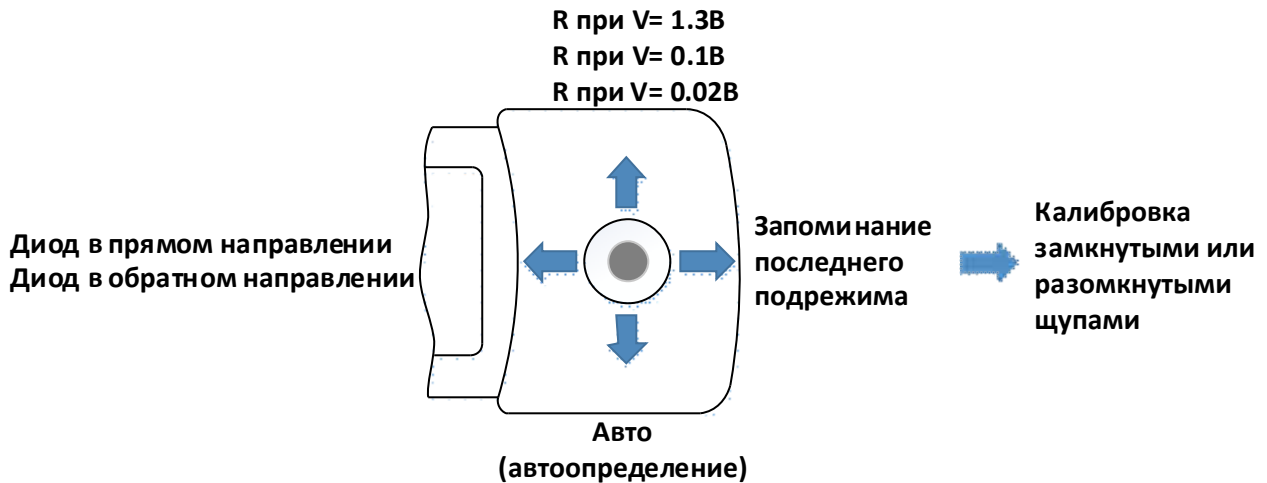 R при V= 1.3В
R при V= 0.1В
R при V= 0.02В
Диод в прямом направлении
Диод в обратном направлении
Запоминание
последнего
подрежима
Калибровка
замкнутыми или
разомкнутыми
щупами
Авто
(автоопределение)